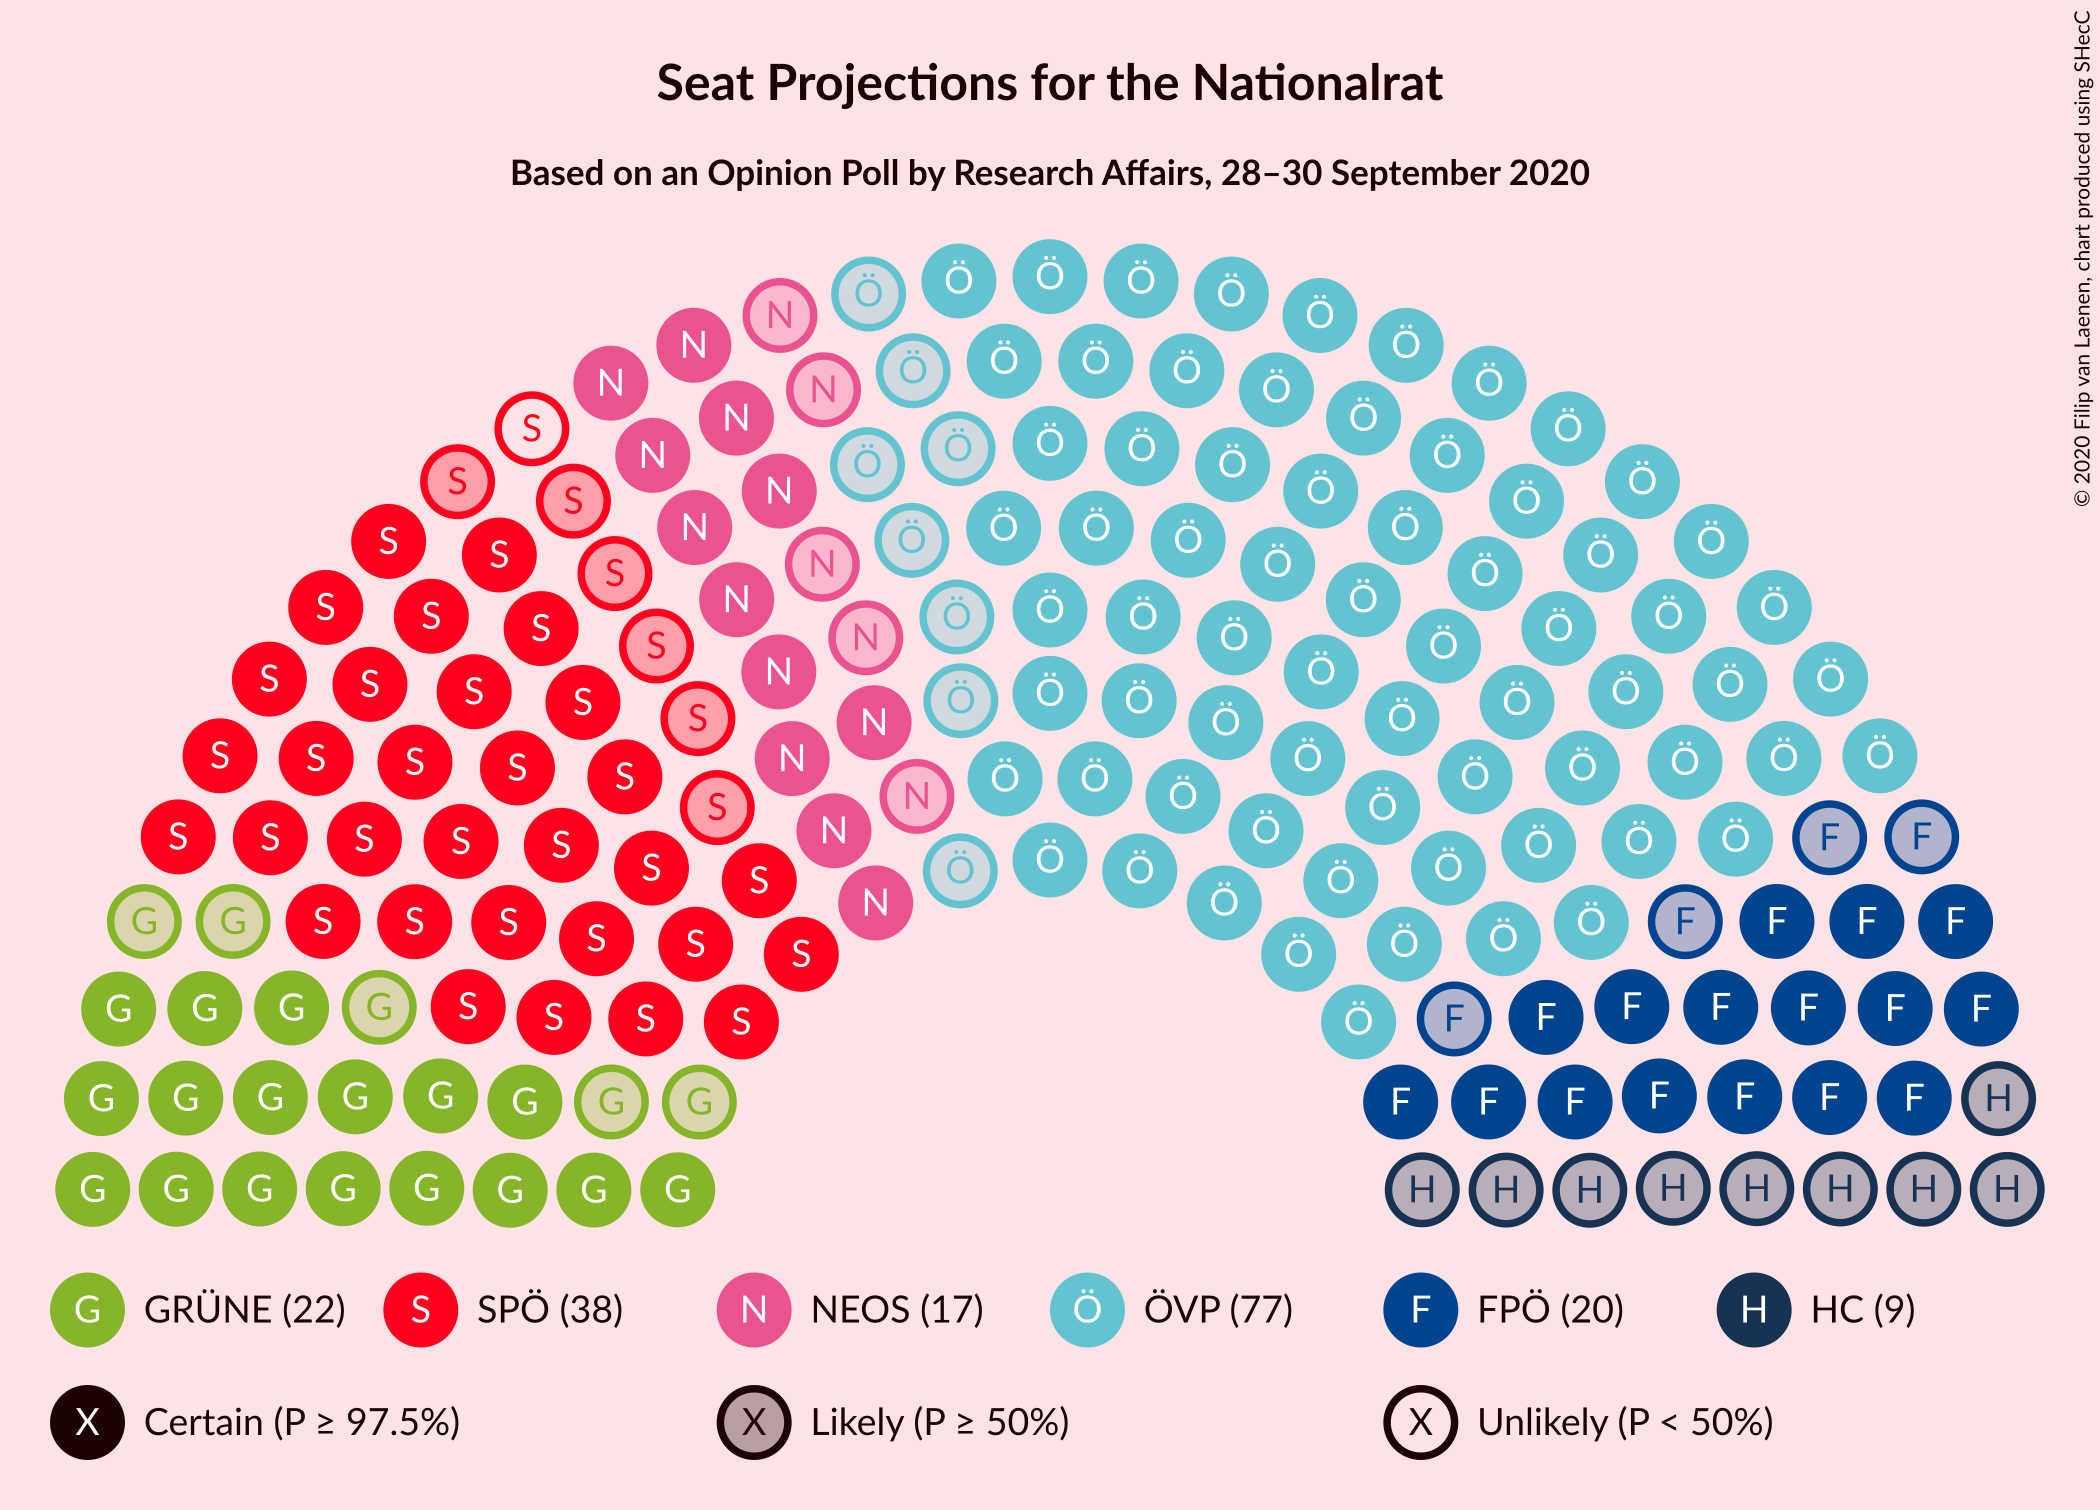 Seat Projections for the Nationalrat
Based on an Opinion Poll by Research Affairs, 28–30 September 2020
© 2020 Filip van Laenen, chart produced using SHecC
Ö Ö Ö Ö Ö
N Ö Ö
N Ö Ö Ö Ö Ö
N N Ö Ö Ö
S N Ö Ö Ö Ö Ö
S S N N Ö Ö Ö Ö Ö Ö
S S N N Ö Ö Ö Ö Ö Ö Ö
S S S N N Ö Ö Ö Ö Ö Ö Ö
S S S S N Ö Ö Ö Ö Ö Ö Ö
S S S S S N N Ö Ö Ö Ö Ö Ö Ö Ö Ö
S S S S S S N N Ö Ö Ö Ö Ö Ö Ö Ö Ö F F
S S S S S S S N Ö Ö Ö Ö Ö Ö
G G S S S S S S Ö Ö Ö Ö F F F F
G G G G S S S S Ö F F F F F F F
G G G G G G G G F F F F F F F H
G G G G G G G G H H H H H H H H
G GRÜNE (22) S SPÖ (38) N NEOS (17) Ö ÖVP (77) F FPÖ (20) H HC (9)
X Certain (P ≥ 97.5%) X Likely (P ≥ 50%) X Unlikely (P < 50%)